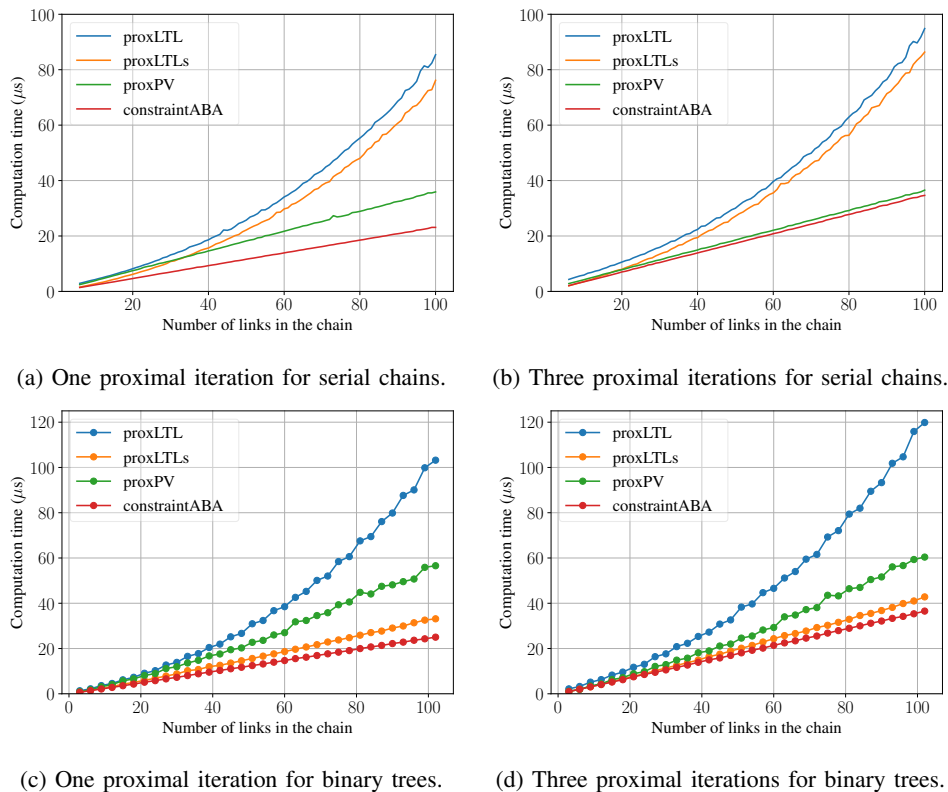 100
80
60
40
20
0
Computation time (μs)
proxLTL
proxLTLs
proxPV
constraintABA
20 40 60 80 100
Number of links in the chain
(a) One proximal iteration for serial chains.
100
80
60
40
20
0
Computation time (μs)
proxLTL
proxLTLs
proxPV
constraintABA
20 40 60 80 100
Number of links in the chain
(b) Three proximal iterations for serial chains.
120
100
80
60
40
20
0
Computation time (μs)
proxLTL
proxLTLs
proxPV
constraintABA
0 20 40 60 80 100
Number of links in the chain
(c) One proximal iteration for binary trees.
120
100
80
60
40
20
0
Computation time (μs)
proxLTL
proxLTLs
proxPV
constraintABA
0 20 40 60 80 100
Number of links in the chain
(d) Three proximal iterations for binary trees.